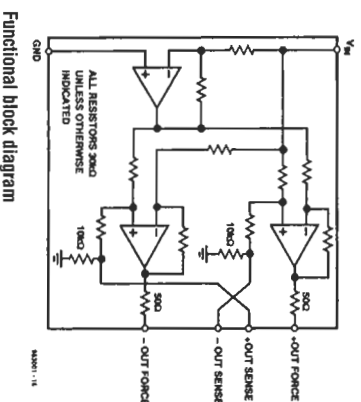 V IN
GND
ALL RESISTORS 30kΩ
UNLESS OTHERWISE
INDICATED
10kΩ
10kΩ
50Ω
50Ω
+OUT FORCE
+OUT SENSE
- OUT SENSE
- OUT FORCE
Functional block diagram